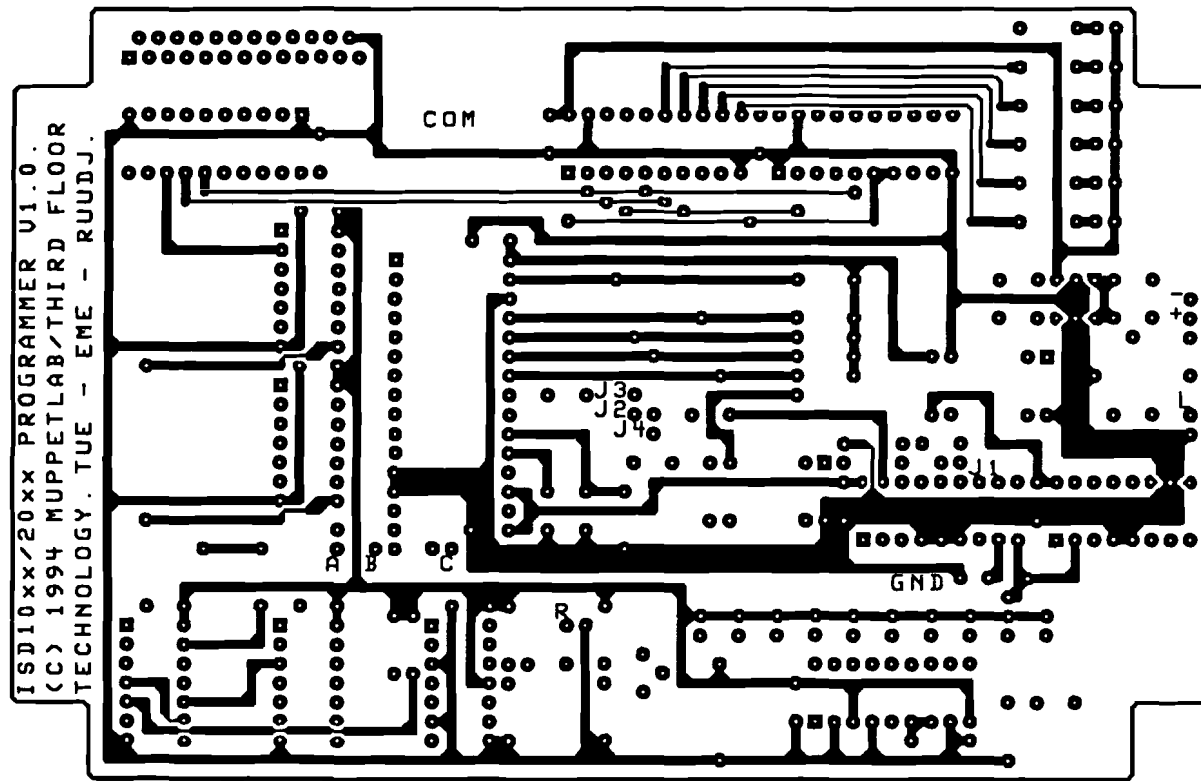 ISD10xx/20xx PROGRAMMER V1.0.
(C) 1994 MUPPETLAB/THIRD FLOOR
TECHNOLOGY. TUE - EME - RUUDJ.
COM
+
-
J3
J2
J4
J1
A B C
GND
R